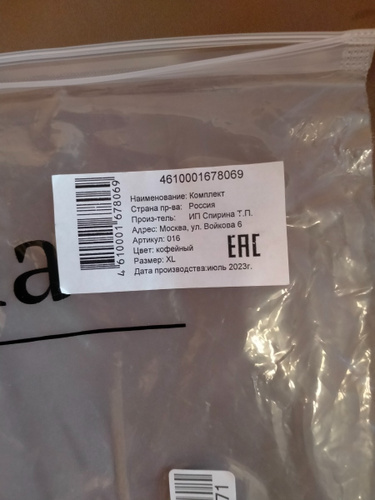 4610001678069
4 610001 678069
Наименование: Комплект
Страна пр-ва: Россия
Произ-тель: ИП Спирина Т.П.
Адрес: Москва, ул. Войкова 6
Артикул: 016
Цвет: кофейный
Размер: XL
Дата производства:июль 2023г.
EAC
a
71